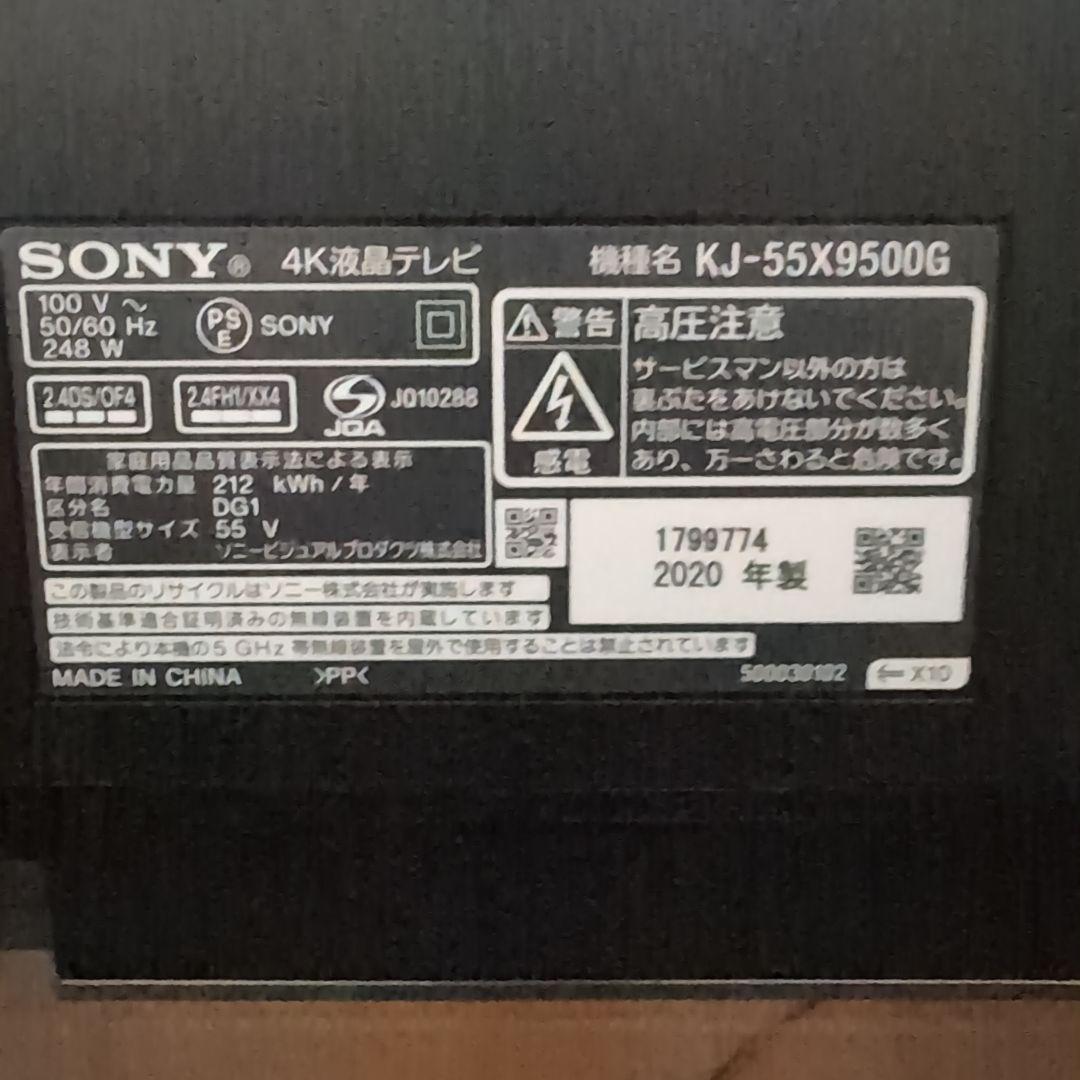 SONY® 4K液晶テレビ
機種名 KJ-55X9500G
100 V ～
50/60 Hz
248 W
PSE SONY
2.4DS/OF4
2.4FH1/XX4
JQA JQ10288
警告 高圧注意
サービスマン以外の方は
裏ぶたをあけないでください。
内部には高電圧部分が数多く
あり、万一さわると危険です。
感電
家庭用品品質表示法による表示
年間消費電力量 212 kWh/年
区分名 DG1
受信機型サイズ 55 V
表示者 ソニービジュアルプロダクツ株式会社
1799774
2020 年製
この製品のリサイクルはソニー株式会社が実施します
技術基準適合証明済みの無線装置を内蔵しています
法令により本機の5 GHz 帯無線装置を屋外で使用することは禁止されています
MADE IN CHINA >PP< 500030102 ← X10